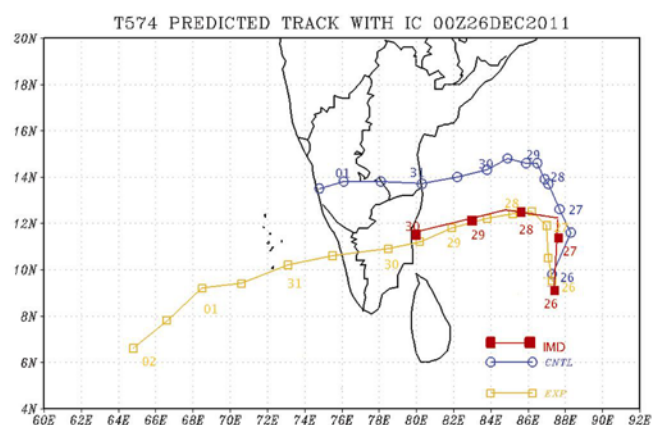 T574 PREDICTED TRACK WITH IC 00Z26DEC2011
20N
18N
16N
14N
12N
10N
8N
6N
4N
01
31
30
29
28
27
26
30
29
28
27
26
28
27
26
29
30
31
01
02
IMD
CNTL
EXP
60E 62E 64E 66E 68E 70E 72E 74E 76E 78E 80E 82E 84E 86E 88E 90E 92E